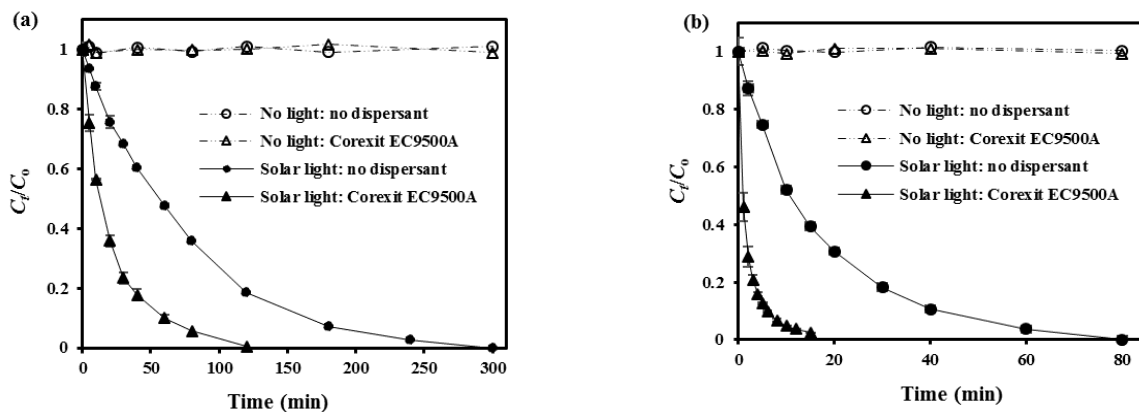 (a)
1
0.8
0.6
0.4
0.2
0
Cₜ/Cₒ
No light: no dispersant
No light: Corexit EC9500A
Solar light: no dispersant
Solar light: Corexit EC9500A
0 50 100 150 200 250 300
Time (min)
(b)
1
0.8
0.6
0.4
0.2
0
Cₜ/Cₒ
No light: no dispersant
No light: Corexit EC9500A
Solar light: no dispersant
Solar light: Corexit EC9500A
0 20 40 60 80
Time (min)